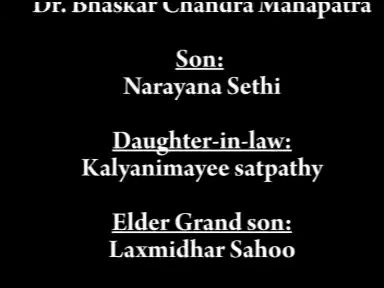 Dr. Bhaskar Chandra Mahapatra
Son:
Narayana Sethi
Daughter-in-law:
Kalyanimayee satpathy
Elder Grand son:
Laxmidhar Sahoo